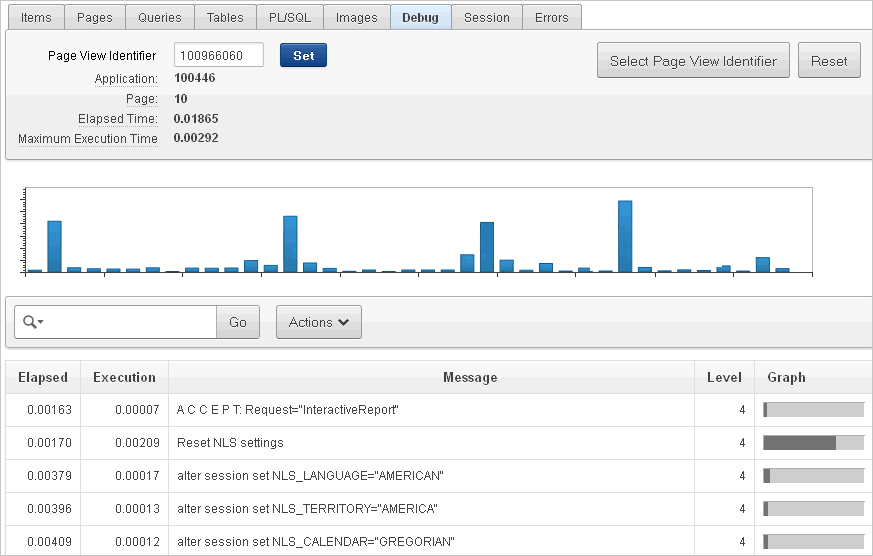 Items Pages Queries Tables PL/SQL Images Debug Session Errors
Page View Identifier 100966060 Set Select Page View Identifier Reset
Application: 100446
Page: 10
Elapsed Time: 0.01865
Maximum Execution Time 0.00292
Go Actions
Elapsed Execution Message Level Graph
0.00163 0.00007 A C C E P T: Request="InteractiveReport" 4
0.00170 0.00209 Reset NLS settings 4
0.00379 0.00017 alter session set NLS_LANGUAGE="AMERICAN" 4
0.00396 0.00013 alter session set NLS_TERRITORY="AMERICA" 4
0.00409 0.00012 alter session set NLS_CALENDAR="GREGORIAN" 4